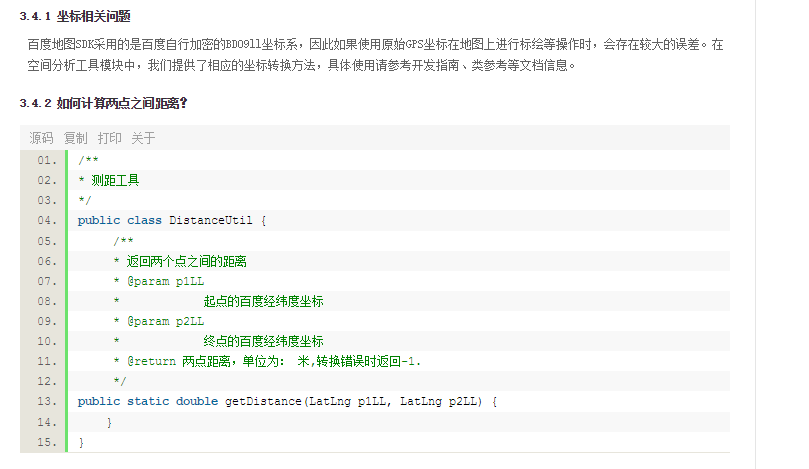 3.4.1 坐标相关问题
百度地图SDK采用的是百度自行加密的BD09ll坐标系，因此如果使用原始GPS坐标在地图上进行标绘等操作时，会存在较大的误差。在
空间分析工具模块中，我们提供了相应的坐标转换方法，具体使用请参考开发指南、类参考等文档信息。
3.4.2 如何计算两点之间距离？
源码 复制 打印 关于
01. /**
02. * 测距工具
03. */
04. public class DistanceUtil {
05. /**
06. * 返回两个点之间的距离
07. * @param p1LL
08. * 起点的百度经纬度坐标
09. * @param p2LL
10. * 终点的百度经纬度坐标
11. * @return 两点距离，单位为： 米,转换错误时返回-1.
12. */
13. public static double getDistance(LatLng p1LL, LatLng p2LL) {
14. }
15. }